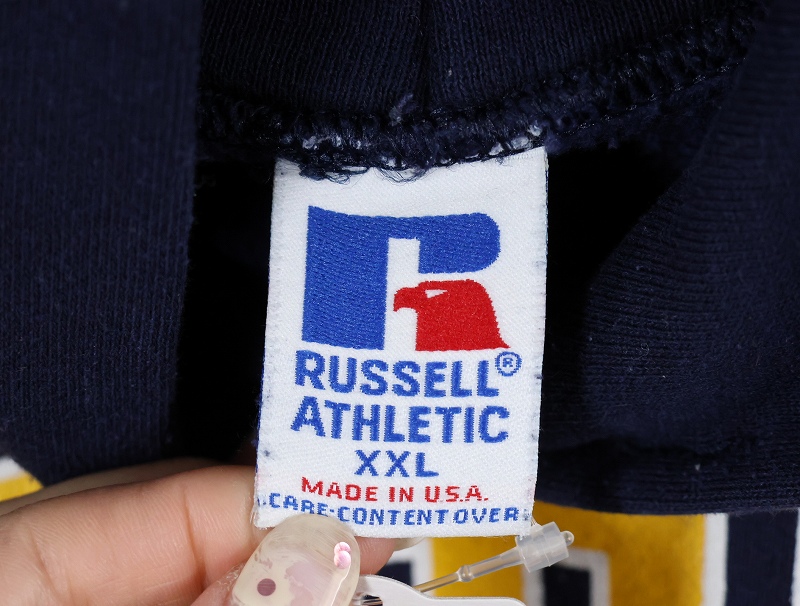 RUSSELL®
ATHLETIC
XXL
MADE IN U.S.A.
CARE-CONTENT OVER